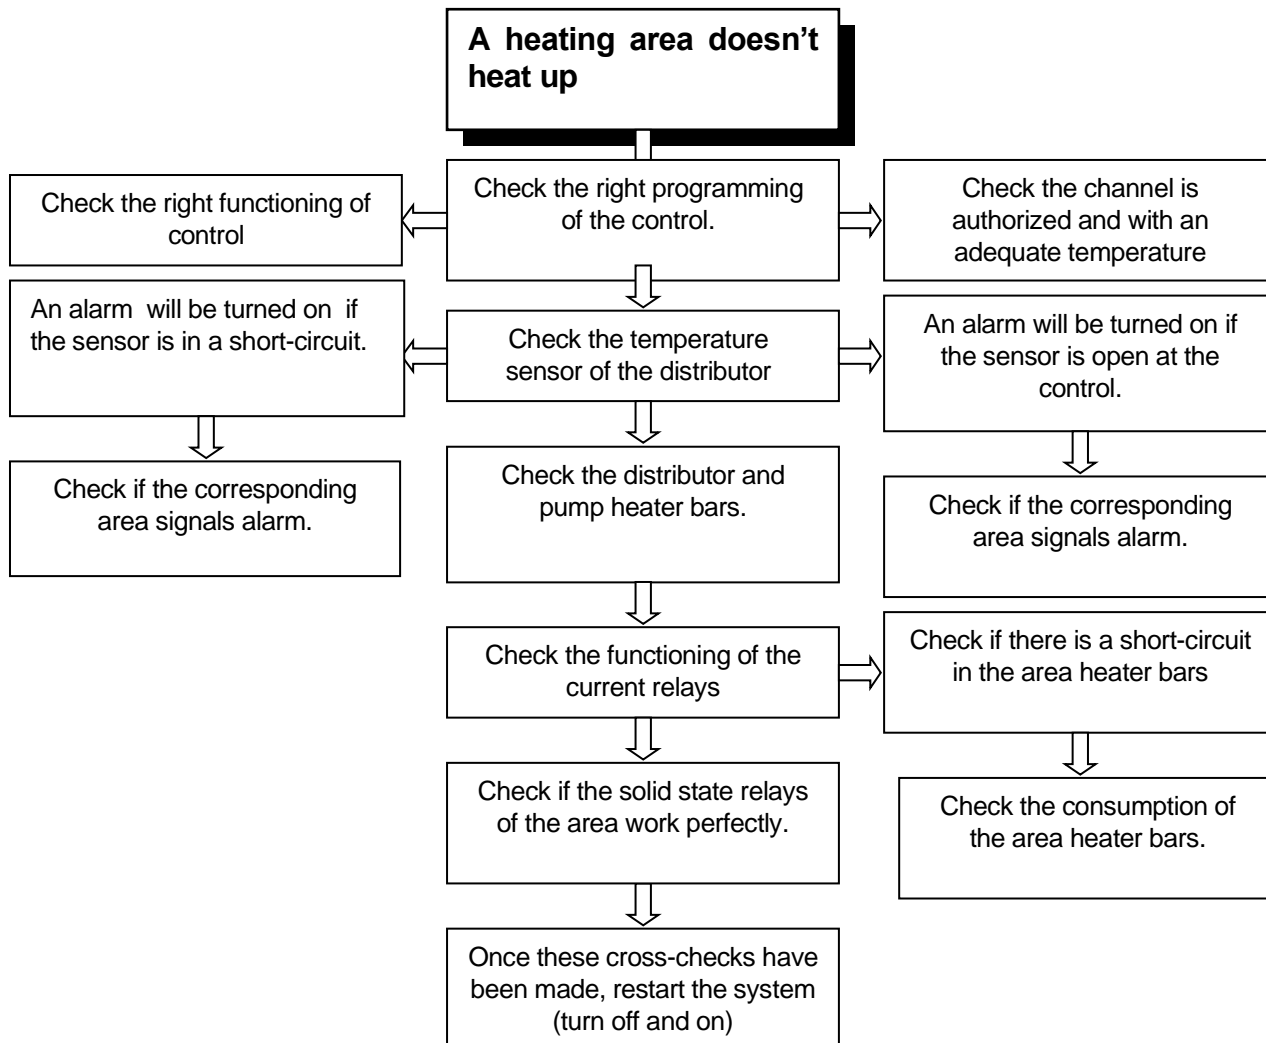 A heating area doesn’t
heat up
Check the right functioning of
control
Check the right programming
of the control.
Check the channel is
authorized and with an
adequate temperature
An alarm will be turned on if
the sensor is in a short-circuit.
Check the temperature
sensor of the distributor
An alarm will be turned on if
the sensor is open at the
control.
Check if the corresponding
area signals alarm.
Check the distributor and
pump heater bars.
Check if the corresponding
area signals alarm.
Check the functioning of the
current relays
Check if there is a short-circuit
in the area heater bars
Check if the solid state relays
of the area work perfectly.
Check the consumption of
the area heater bars.
Once these cross-checks have
been made, restart the system
(turn off and on)